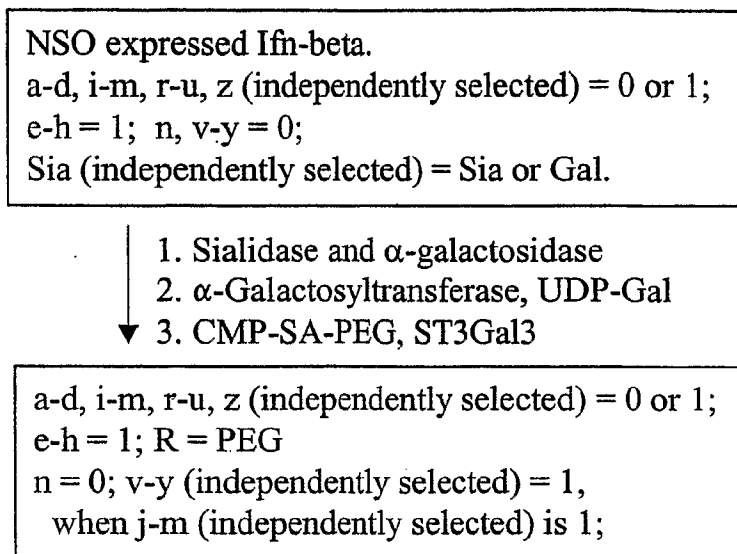 NSO expressed Ifn-beta.
a-d, i-m, r-u, z (independently selected) = 0 or 1;
e-h = 1; n, v-y = 0;
Sia (independently selected) = Sia or Gal.
1. Sialidase and α-galactosidase
2. α-Galactosyltransferase, UDP-Gal
3. CMP-SA-PEG, ST3Gal3
a-d, i-m, r-u, z (independently selected) = 0 or 1;
e-h = 1; R = PEG
n = 0; v-y (independently selected) = 1,
when j-m (independently selected) is 1;